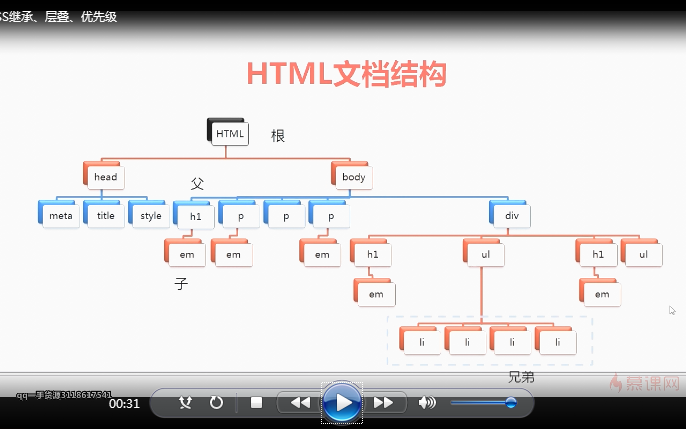 SS继承、层叠、优先级
HTML文档结构
HTML
根
head
body
父
meta
title
style
h1
p
p
p
div
em
em
em
h1
ul
h1
ul
子
em
em
li
li
li
li
兄弟
慕课网
qq一手货源3118617541
00:31